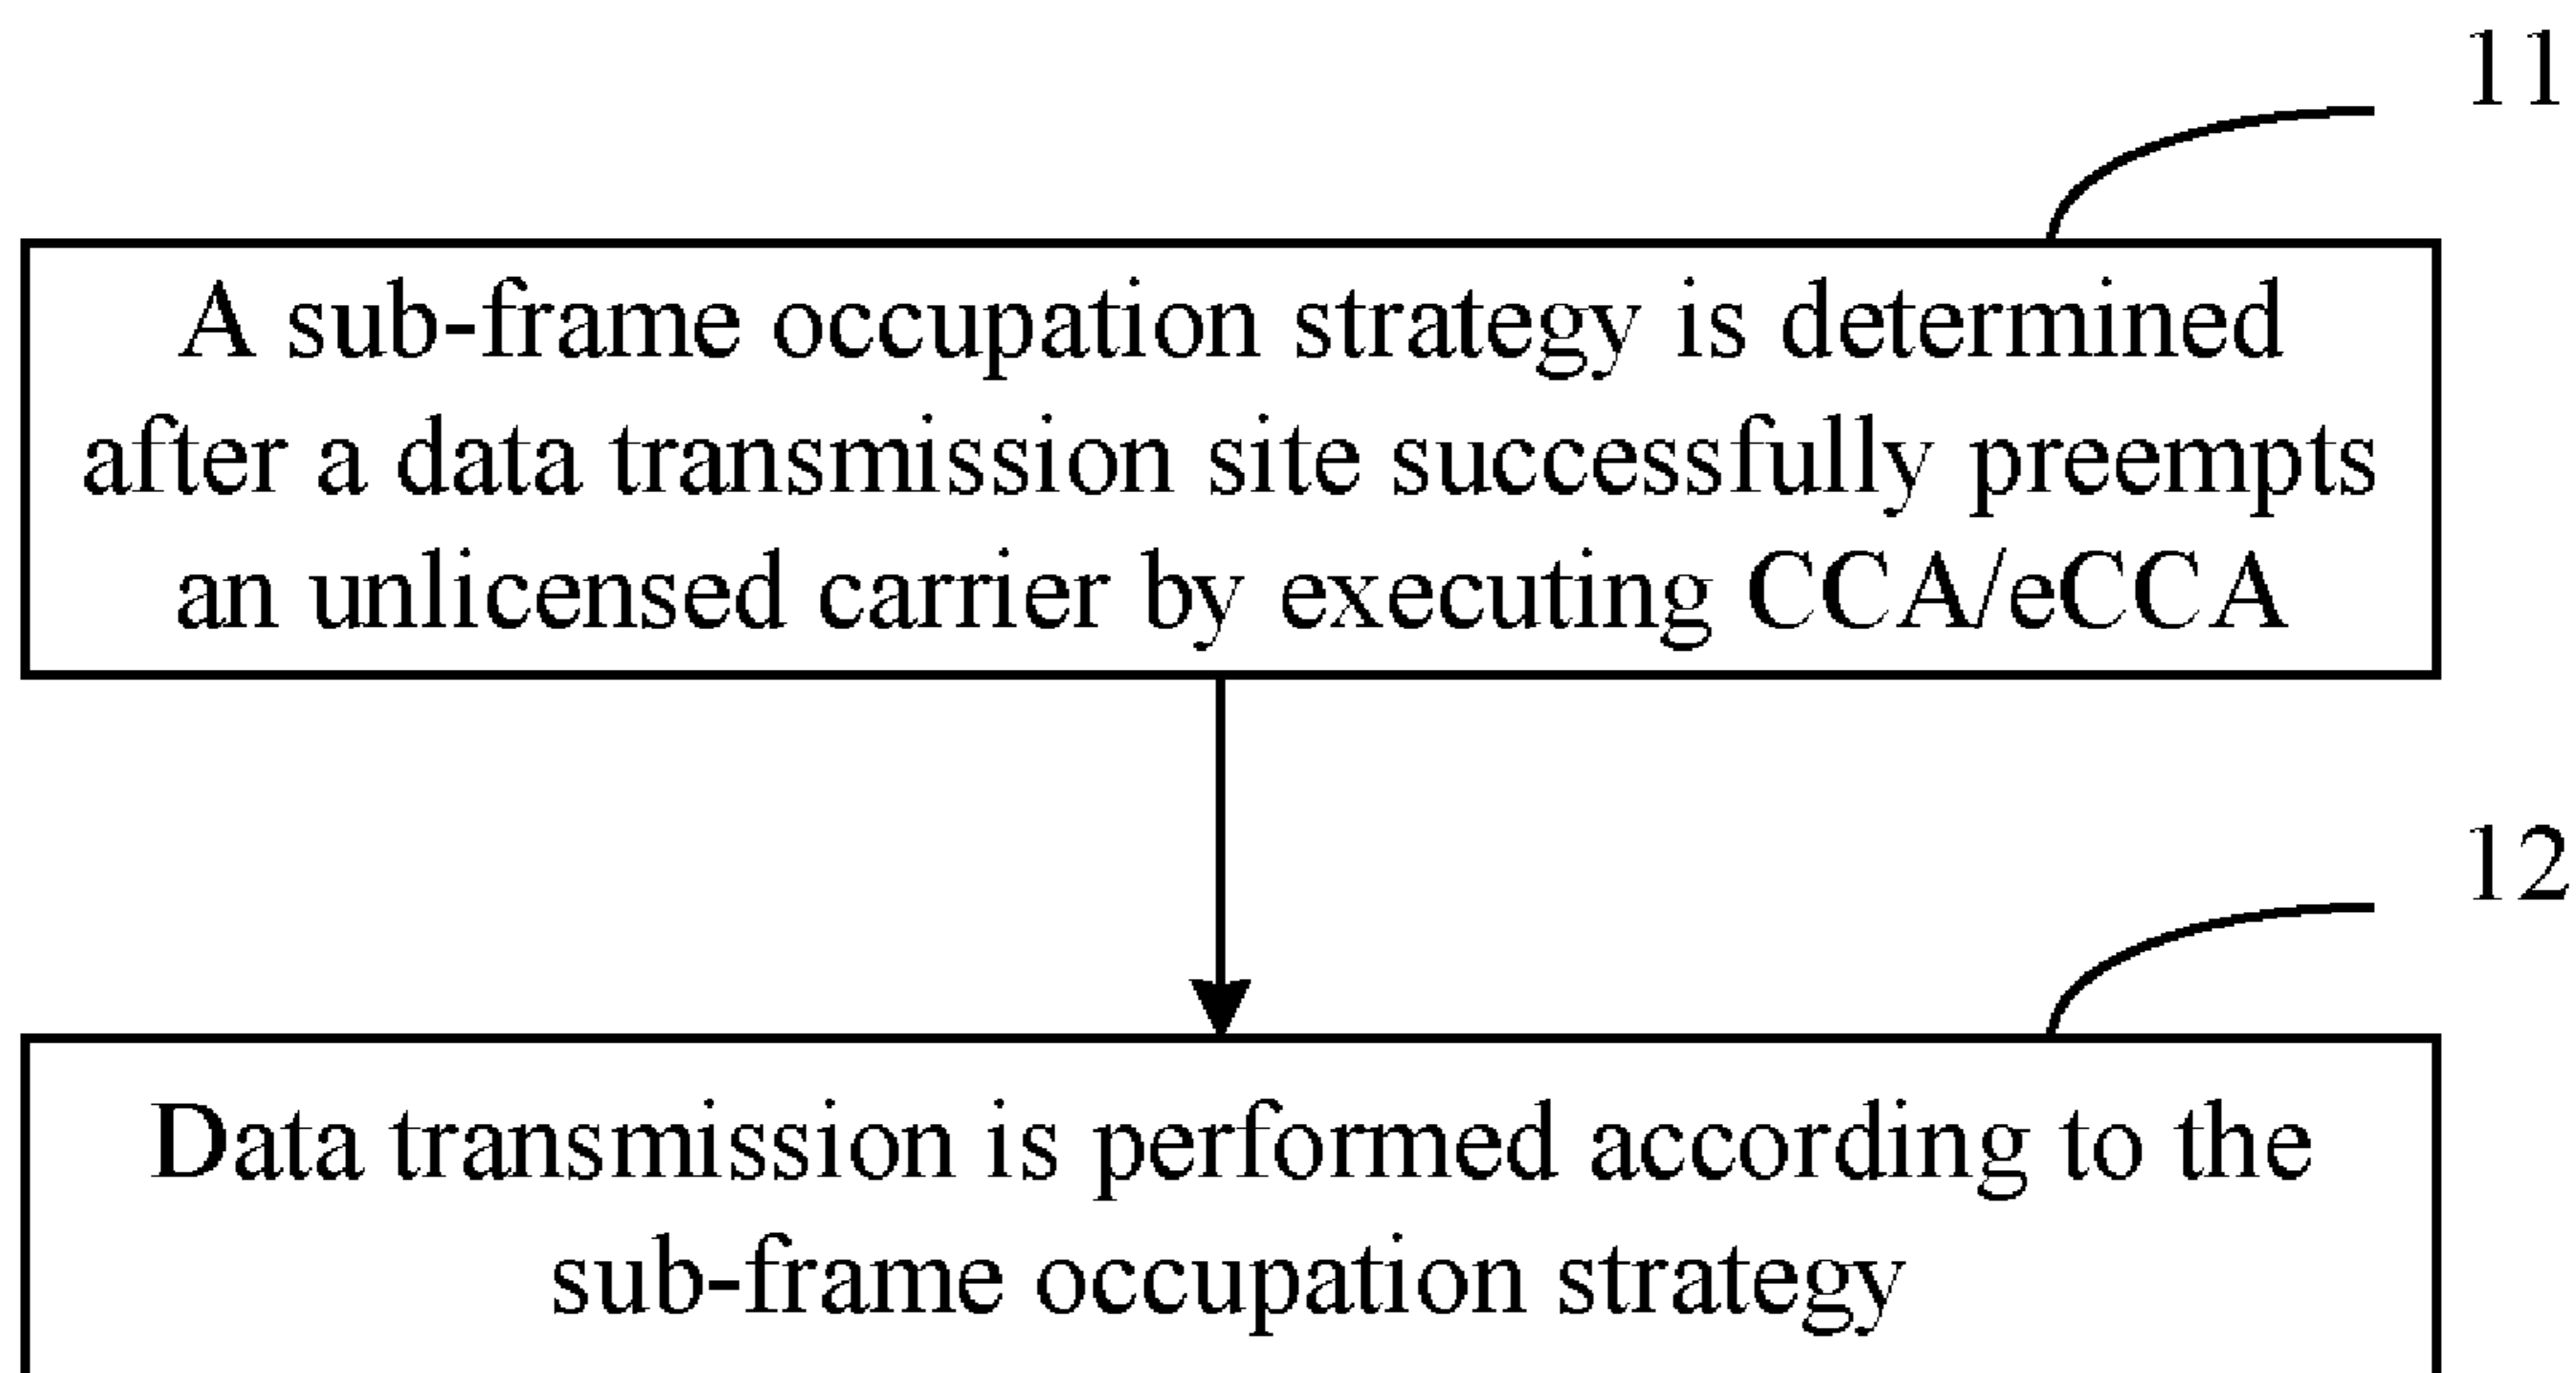 11
A sub-frame occupation strategy is determined
after a data transmission site successfully preempts
an unlicensed carrier by executing CCA/eCCA
12
Data transmission is performed according to the
sub-frame occupation strategy